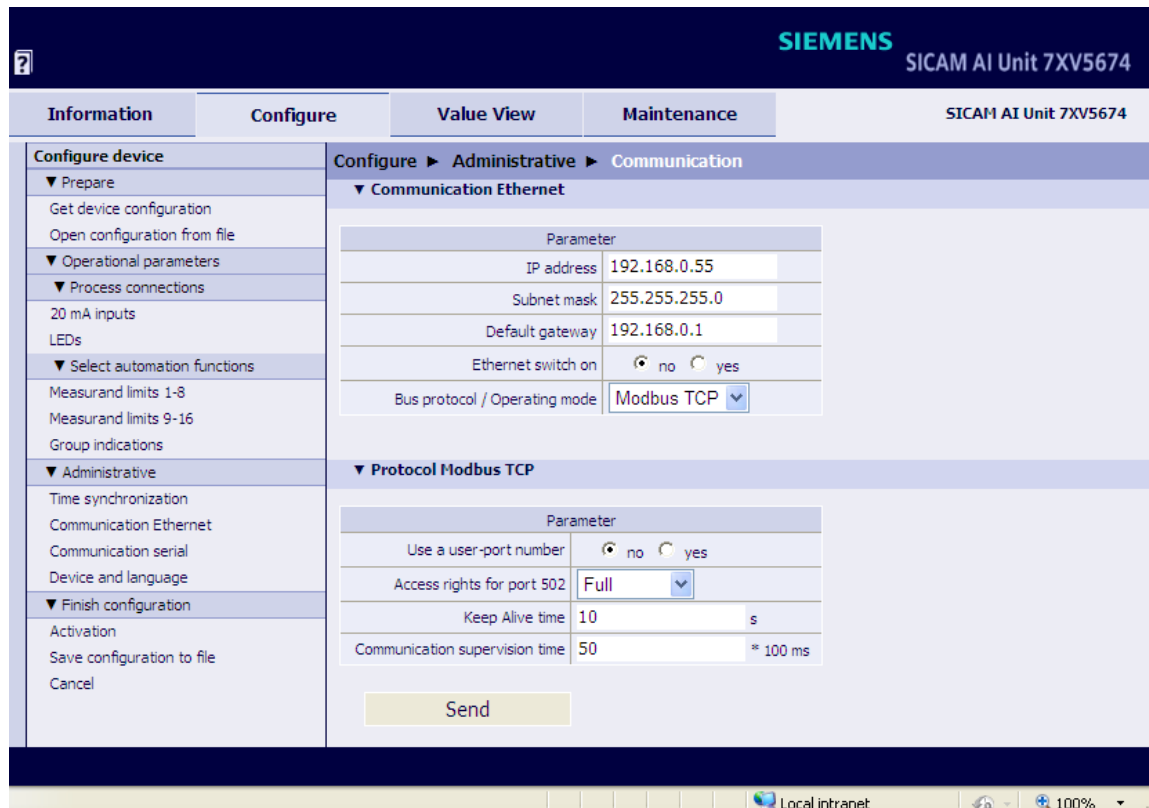 SIEMENS
SICAM AI Unit 7XV5674
?
Information
Configure
Value View
Maintenance
SICAM AI Unit 7XV5674
Configure device
▼ Prepare
Get device configuration
Open configuration from file
▼ Operational parameters
▼ Process connections
20 mA inputs
LEDs
▼ Select automation functions
Measurand limits 1-8
Measurand limits 9-16
Group indications
▼ Administrative
Time synchronization
Communication Ethernet
Communication serial
Device and language
▼ Finish configuration
Activation
Save configuration to file
Cancel
Configure ► Administrative ► Communication
▼ Communication Ethernet
Parameter
IP address 192.168.0.55
Subnet mask 255.255.255.0
Default gateway 192.168.0.1
Ethernet switch on no yes
Bus protocol / Operating mode Modbus TCP
▼ Protocol Modbus TCP
Parameter
Use a user-port number no yes
Access rights for port 502 Full
Keep Alive time 10 s
Communication supervision time 50 * 100 ms
Send
Local intranet
100%